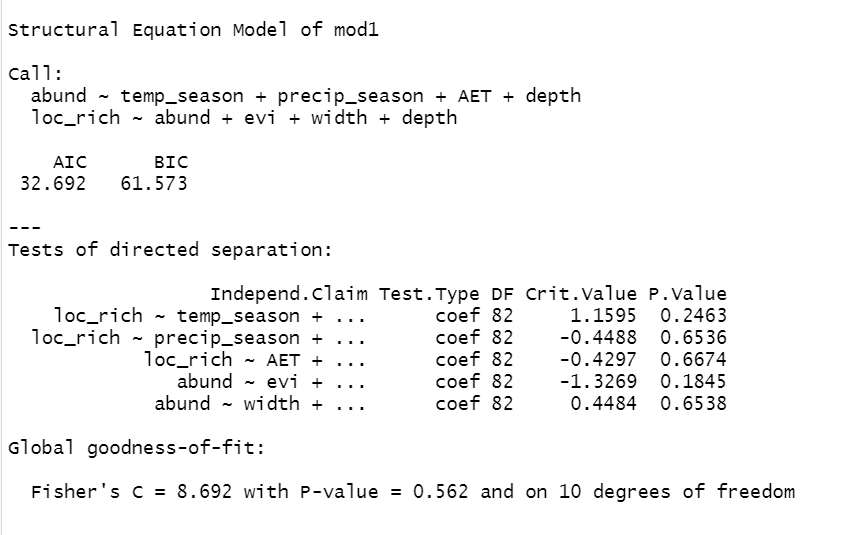 Structural Equation Model of mod1
Call:
abund ~ temp_season + precip_season + AET + depth
loc_rich ~ abund + evi + width + depth
AIC BIC
32.692 61.573
---
Tests of directed separation:
Independ.Claim Test.Type DF Crit.Value P.Value
loc_rich ~ temp_season + ... coef 82 1.1595 0.2463
loc_rich ~ precip_season + ... coef 82 -0.4488 0.6536
loc_rich ~ AET + ... coef 82 -0.4297 0.6674
abund ~ evi + ... coef 82 -1.3269 0.1845
abund ~ width + ... coef 82 0.4484 0.6538
Global goodness-of-fit:
Fisher's C = 8.692 with P-value = 0.562 and on 10 degrees of freedom